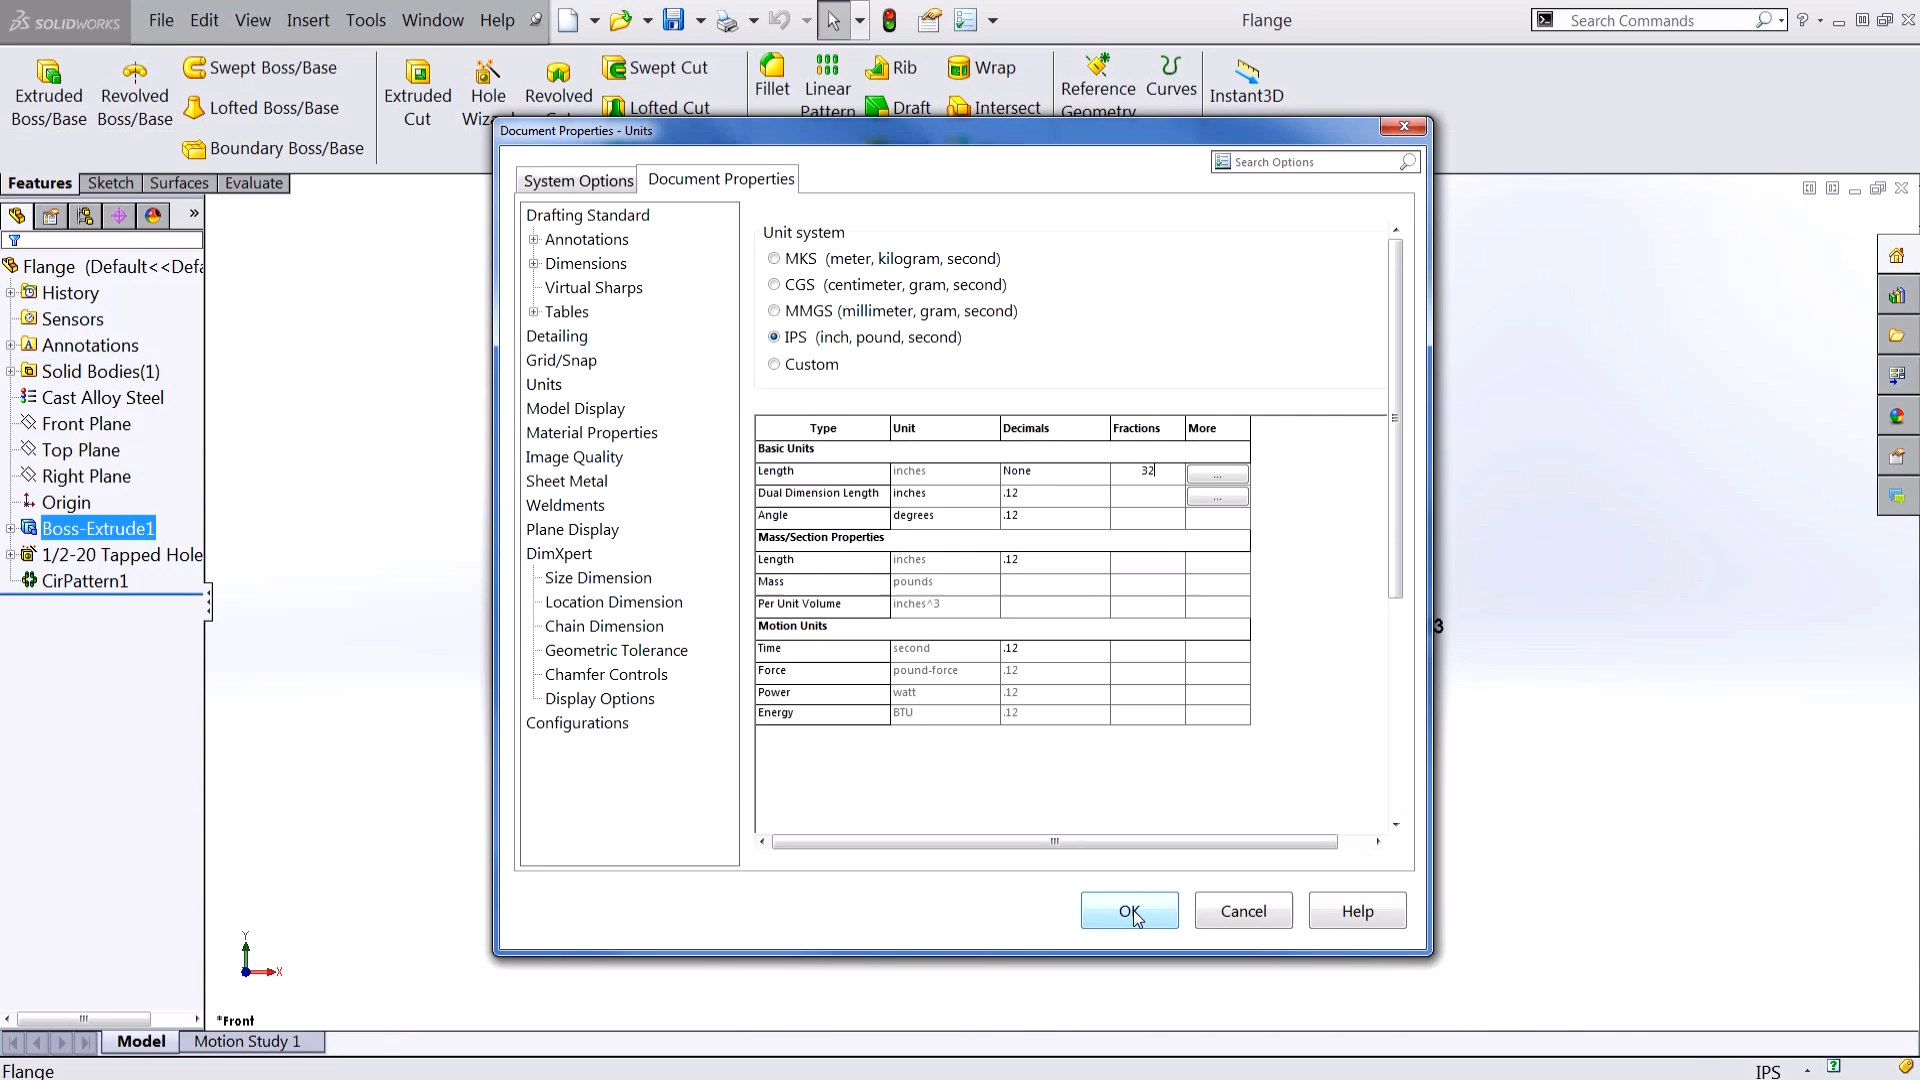 SOLIDWORKS File Edit View Insert Tools Window Help Flange Search Commands ?
Extruded Boss/Base
Revolved Boss/Base
Swept Boss/Base
Lofted Boss/Base
Boundary Boss/Base
Extruded Cut
Hole
Revolved
Swept Cut
Lofted Cut
Fillet
Linear Pattern
Rib
Draft
Wrap
Intersect
Reference Geometry
Curves
Instant3D
Features Sketch Surfaces Evaluate
»
Flange (Default<<Defa
History
Sensors
Annotations
Solid Bodies(1)
Cast Alloy Steel
Front Plane
Top Plane
Right Plane
Origin
Boss-Extrude1
1/2-20 Tapped Hole
CirPattern1
Document Properties - Units
Search Options
System Options Document Properties
Drafting Standard
Annotations
Dimensions
Virtual Sharps
Tables
Detailing
Grid/Snap
Units
Model Display
Material Properties
Image Quality
Sheet Metal
Weldments
Plane Display
DimXpert
Size Dimension
Location Dimension
Chain Dimension
Geometric Tolerance
Chamfer Controls
Display Options
Configurations
Unit system
MKS (meter, kilogram, second)
CGS (centimeter, gram, second)
MMGS (millimeter, gram, second)
IPS (inch, pound, second)
Custom
Type Unit Decimals Fractions More
Basic Units
Length inches None 32 ...
Dual Dimension Length inches .12 ...
Angle degrees .12
Mass/Section Properties
Length inches .12
Mass pounds
Per Unit Volume inches^3
Motion Units
Time second .12
Force pound-force .12
Power watt .12
Energy BTU .12
OK Cancel Help
3
Y
X
*Front
Model Motion Study 1
Flange IPS ?